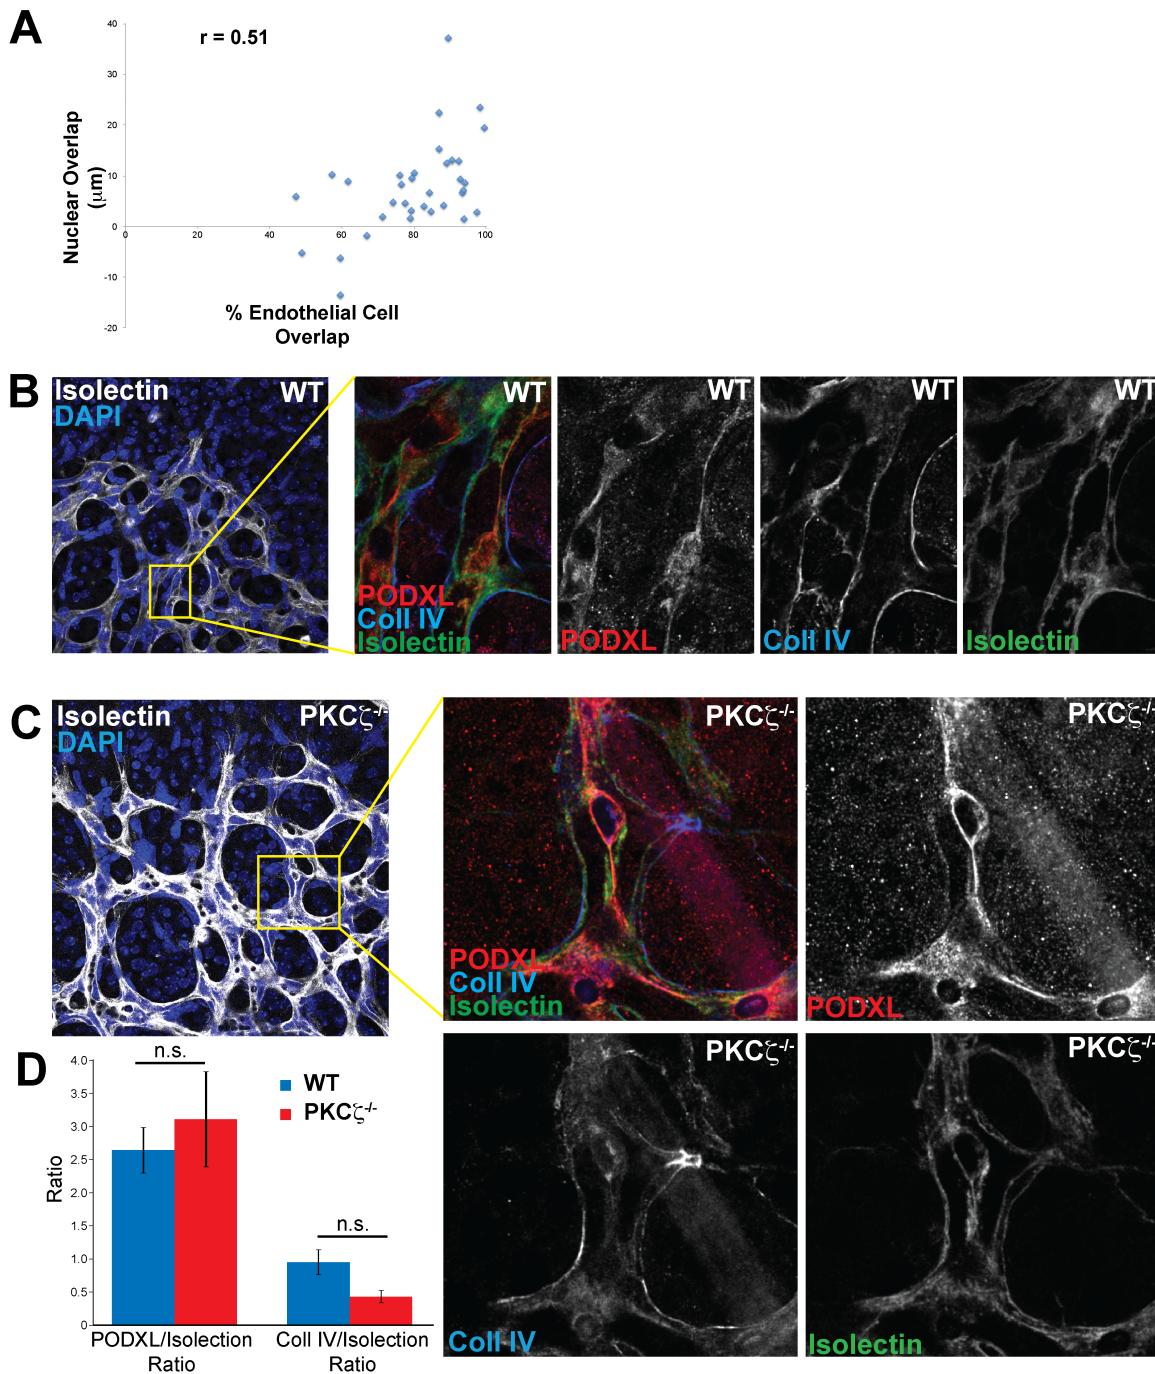 A
r = 0.51
40
30
20
10
0
-10
-20
0
20
40
60
80
100
Nuclear Overlap
(µm)
% Endothelial Cell
Overlap
B
Isolectin
DAPI
WT
WT
PODXL
Coll IV
Isolectin
WT
PODXL
WT
Coll IV
WT
Isolectin
C
Isolectin
DAPI
PKCζ-/-
PKCζ-/-
PODXL
Coll IV
Isolectin
PKCζ-/-
PODXL
PKCζ-/-
Coll IV
PKCζ-/-
Isolectin
D
4.0
3.5
3.0
2.5
2.0
1.5
1.0
0.5
0
Ratio
n.s.
n.s.
WT
PKCζ-/-
PODXL/Isolection
Ratio
Coll IV/Isolection
Ratio